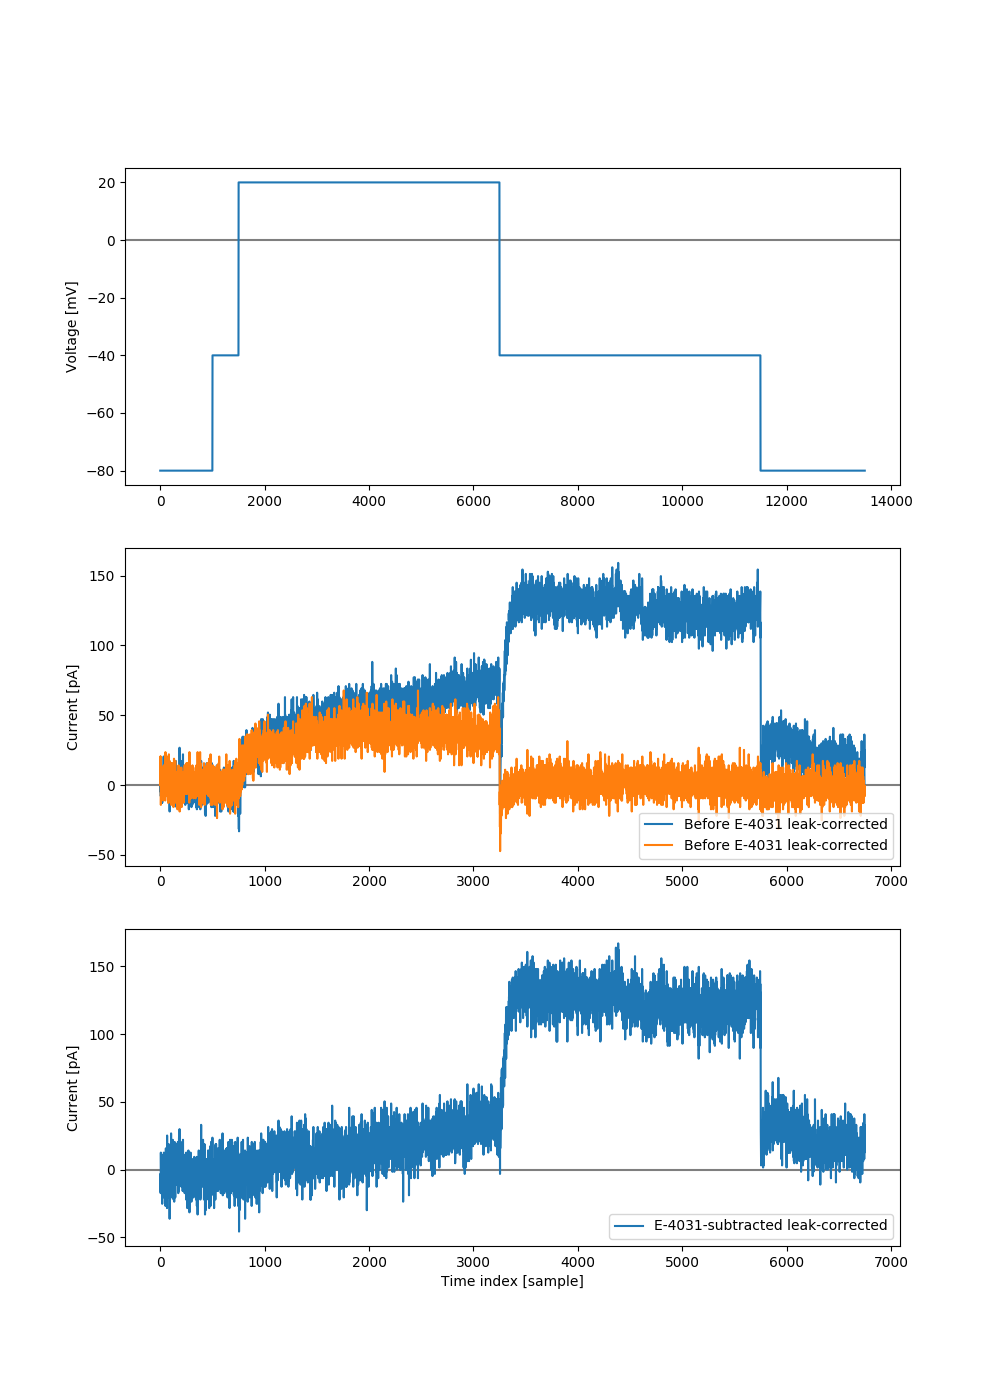 Voltage [mV]
20
0
−20
−40
−60
−80
0 2000 4000 6000 8000 10000 12000 14000
Current [pA]
150
100
50
0
−50
Before E-4031 leak-corrected
Before E-4031 leak-corrected
0 1000 2000 3000 4000 5000 6000 7000
Current [pA]
150
100
50
0
−50
E-4031-subtracted leak-corrected
0 1000 2000 3000 4000 5000 6000 7000
Time index [sample]